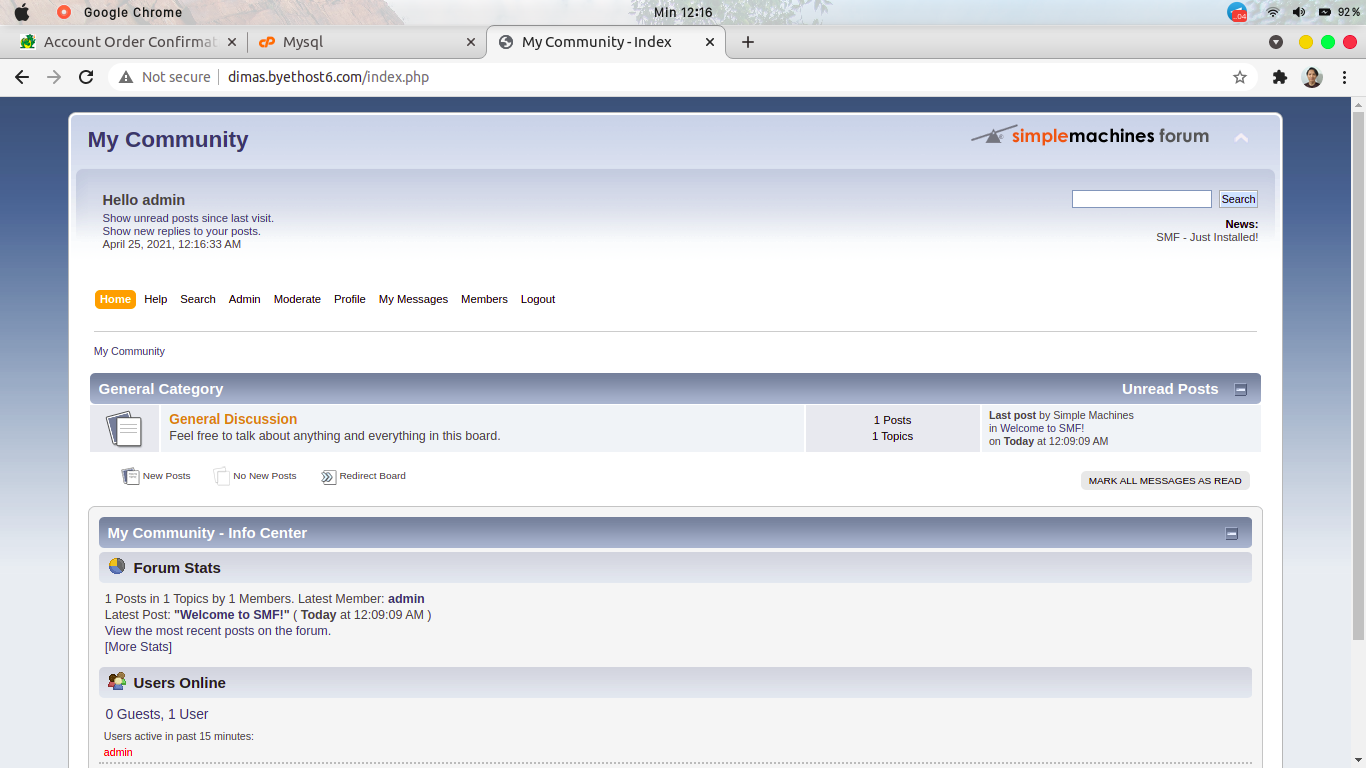 Google Chrome
Min 12:16
..04
92%
Account Order Confirmat
Mysql
My Community - Index
Not secure
dimas.byethost6.com/index.php
My Community
simplemachines forum
Hello admin
Show unread posts since last visit.
Show new replies to your posts.
April 25, 2021, 12:16:33 AM
Search
News:
SMF - Just Installed!
Home Help Search Admin Moderate Profile My Messages Members Logout
My Community
General Category
Unread Posts
General Discussion
Feel free to talk about anything and everything in this board.
1 Posts
1 Topics
Last post by Simple Machines
in Welcome to SMF!
on Today at 12:09:09 AM
New Posts
No New Posts
Redirect Board
MARK ALL MESSAGES AS READ
My Community - Info Center
Forum Stats
1 Posts in 1 Topics by 1 Members. Latest Member: admin
Latest Post: "Welcome to SMF!" ( Today at 12:09:09 AM )
View the most recent posts on the forum.
[More Stats]
Users Online
0 Guests, 1 User
Users active in past 15 minutes:
admin